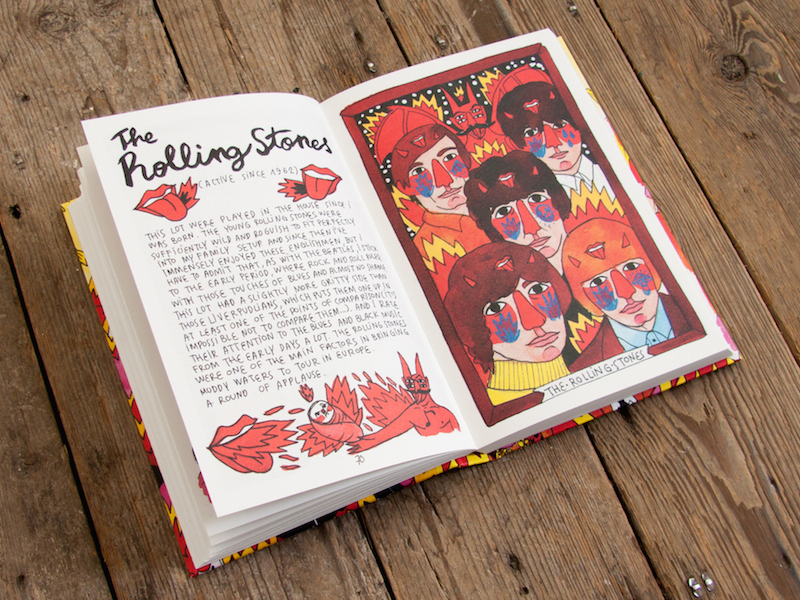 The
Rolling Stones
(ACTIVE SINCE 1962)
THIS LOT WERE PLAYED IN THE HOUSE SINCE I
WAS BORN. THE YOUNG ROLLING STONES WERE
SUFFICIENTLY WILD AND ROGUISH TO FIT PERFECTLY
INTO MY FAMILY SETUP AND SINCE THEN I'VE
IMMENSELY ENJOYED THESE ENGLISHMEN, BUT I
HAVE TO ADMIT THAT, AS WITH THE BEATLES, I STICK
TO THE EARLY PERIOD, WHERE ROCK AND ROLL RULED
WITH THOSE TOUCHES OF BLUES AND ALMOST NO SHAME.
THIS LOT HAD A SLIGHTLY MORE GRITTY SIDE THAN
THOSE LIVERPUDLIANS, WHICH PUTS THEM ONE UP IN
AT LEAST ONE OF THE POINTS OF COMPARISON (IT'S
IMPOSSIBLE NOT TO COMPARE THEM...). AND I RATE
THEIR ATTENTION TO THE BLUES AND BLACK MUSIC
FROM THE EARLY DAYS A LOT. THE ROLLING STONES
WERE ONE OF THE MAIN FACTORS IN BRINGING
MUDDY WATERS TO TOUR IN EUROPE.
A ROUND OF APPLAUSE.
70
THE·ROLLING·STONES